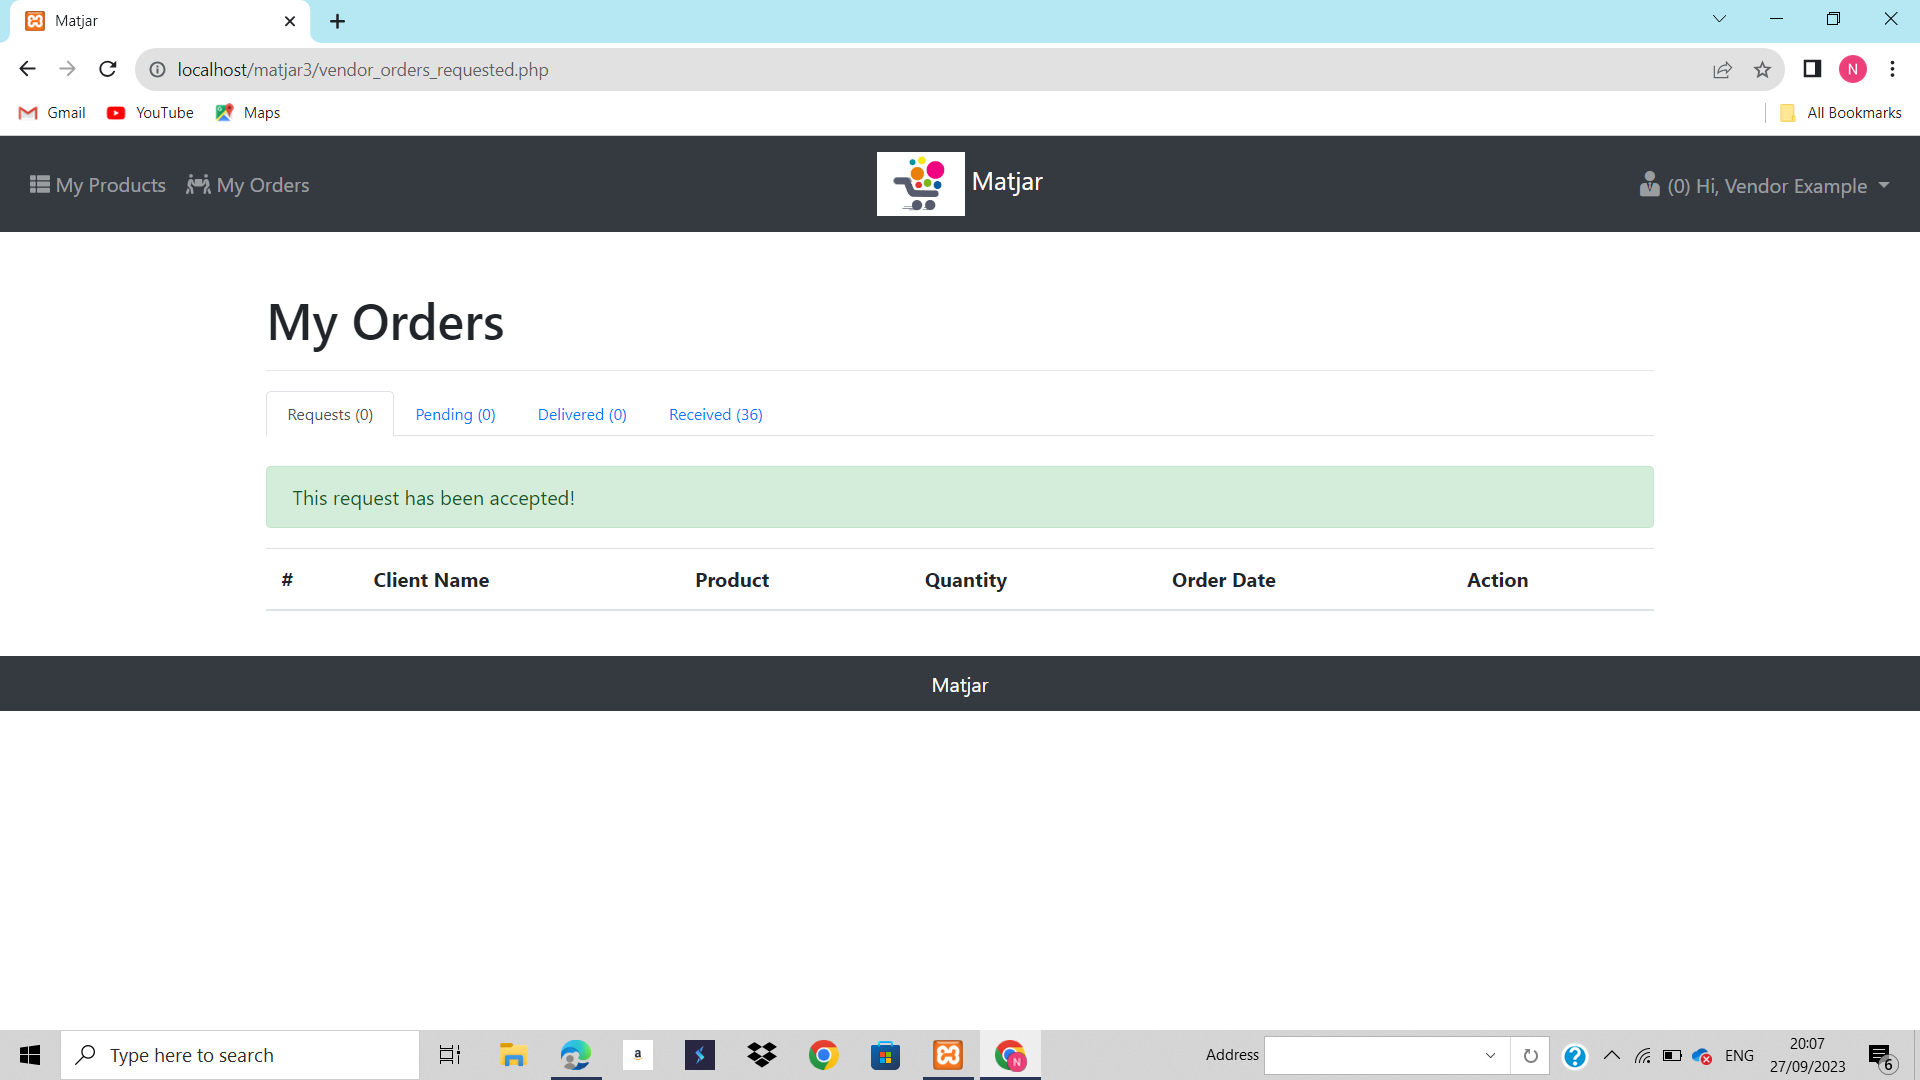 Matjar
localhost/matjar3/vendor_orders_requested.php
N
Gmail YouTube Maps All Bookmarks
My Products My Orders Matjar (0) Hi, Vendor Example
My Orders
Requests (0) Pending (0) Delivered (0) Received (36)
This request has been accepted!
# Client Name Product Quantity Order Date Action
Matjar
Type here to search a N Address ? ENG 20:07
27/09/2023 6